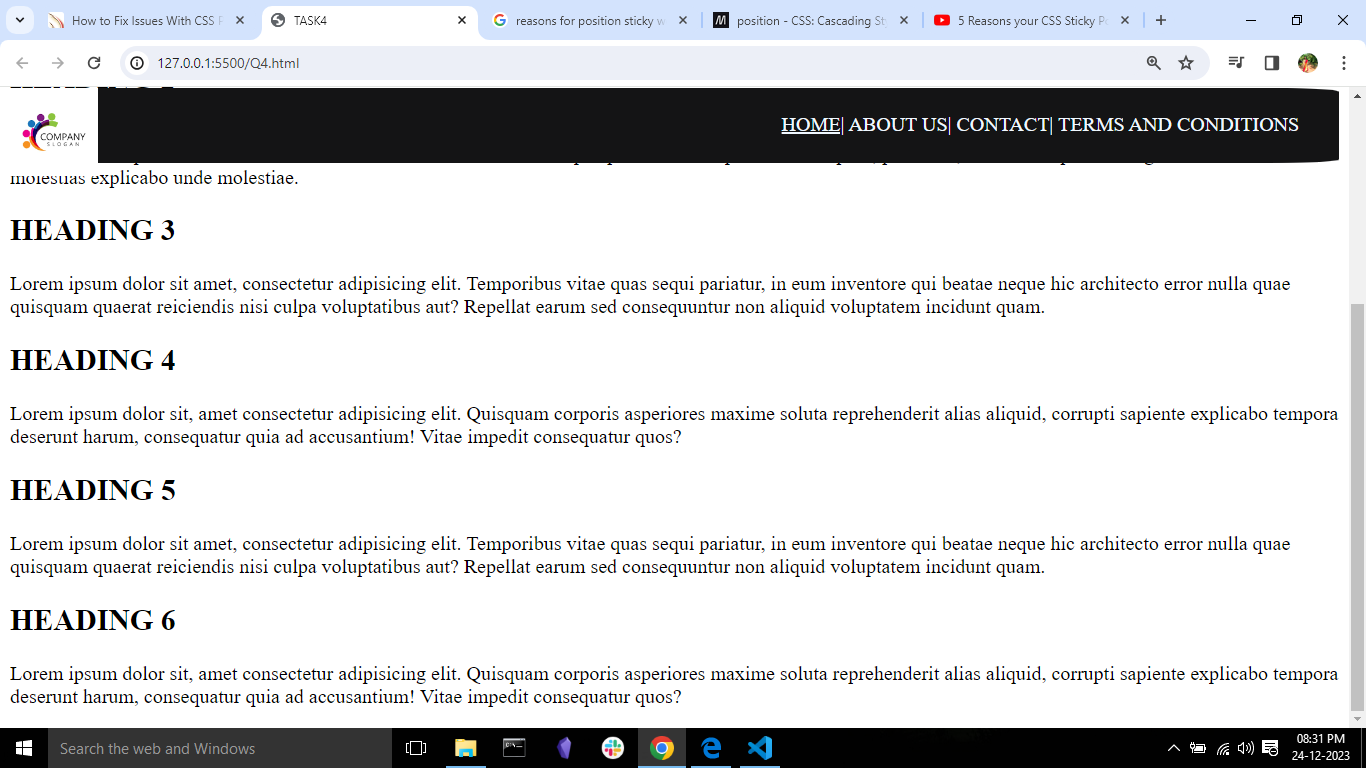 How to Fix Issues With CSS P
TASK4
reasons for position sticky w
position - CSS: Cascading St
5 Reasons your CSS Sticky Po
127.0.0.1:5500/Q4.html
COMPANY
SLOGAN
HOME| ABOUT US| CONTACT| TERMS AND CONDITIONS
molestias explicabo unde molestiae.
HEADING 3
Lorem ipsum dolor sit amet, consectetur adipisicing elit. Temporibus vitae quas sequi pariatur, in eum inventore qui beatae neque hic architecto error nulla quae
quisquam quaerat reiciendis nisi culpa voluptatibus aut? Repellat earum sed consequuntur non aliquid voluptatem incidunt quam.
HEADING 4
Lorem ipsum dolor sit, amet consectetur adipisicing elit. Quisquam corporis asperiores maxime soluta reprehenderit alias aliquid, corrupti sapiente explicabo tempora
deserunt harum, consequatur quia ad accusantium! Vitae impedit consequatur quos?
HEADING 5
Lorem ipsum dolor sit amet, consectetur adipisicing elit. Temporibus vitae quas sequi pariatur, in eum inventore qui beatae neque hic architecto error nulla quae
quisquam quaerat reiciendis nisi culpa voluptatibus aut? Repellat earum sed consequuntur non aliquid voluptatem incidunt quam.
HEADING 6
Lorem ipsum dolor sit, amet consectetur adipisicing elit. Quisquam corporis asperiores maxime soluta reprehenderit alias aliquid, corrupti sapiente explicabo tempora
deserunt harum, consequatur quia ad accusantium! Vitae impedit consequatur quos?
Search the web and Windows
08:31 PM
24-12-2023